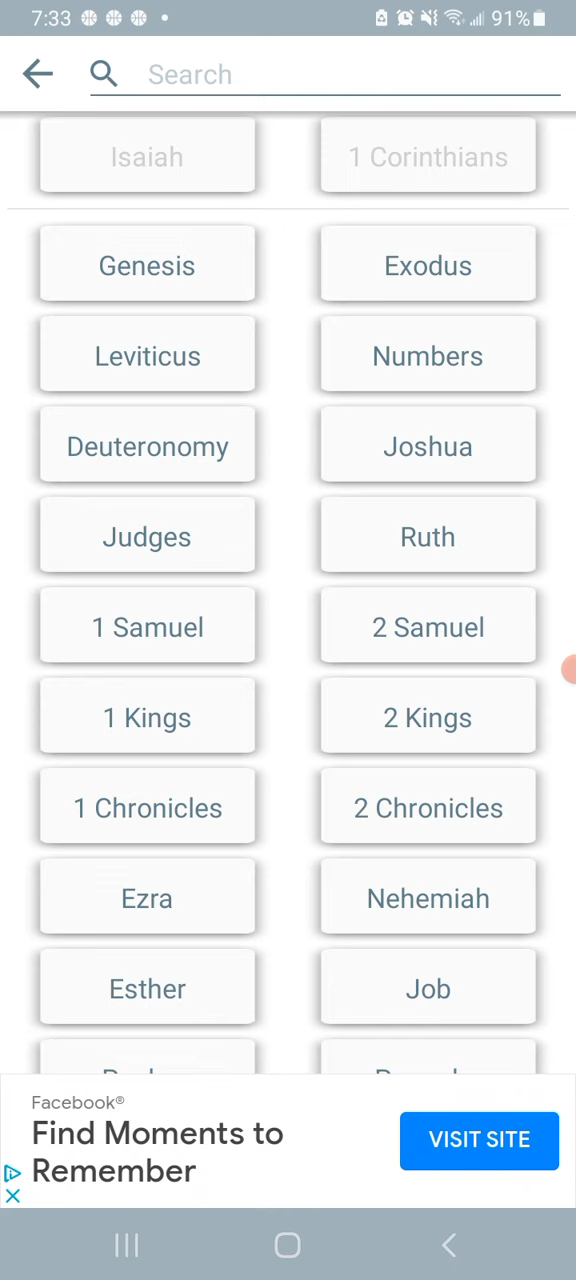 7:33 91%
Search
Isaiah 1 Corinthians
Genesis Exodus
Leviticus Numbers
Deuteronomy Joshua
Judges Ruth
1 Samuel 2 Samuel
1 Kings 2 Kings
1 Chronicles 2 Chronicles
Ezra Nehemiah
Esther Job
Facebook®
Find Moments to
Remember
VISIT SITE